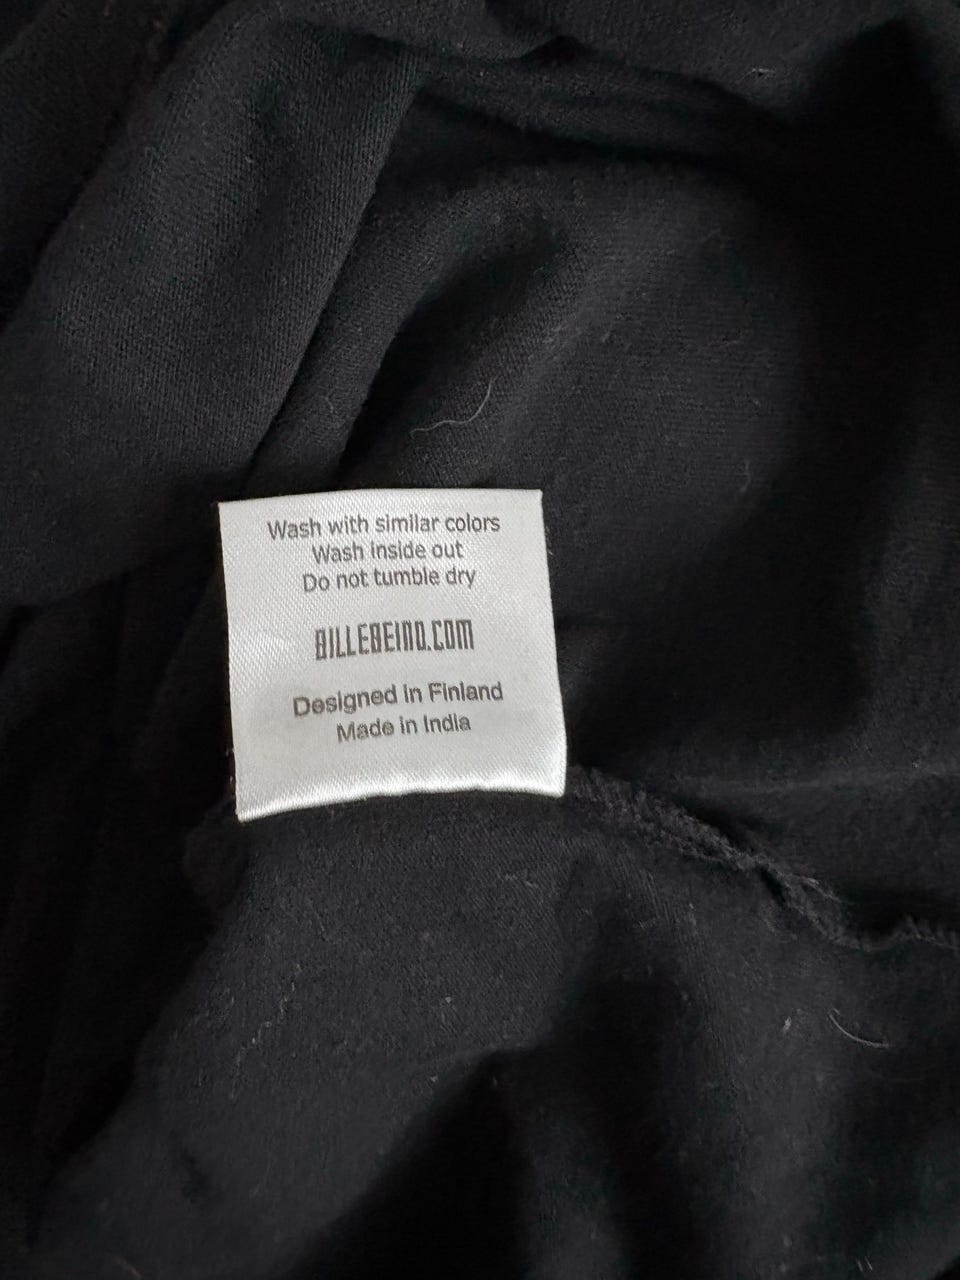 Wash with similar colors
Wash inside out
Do not tumble dry
BILLEBEINO.COM
Designed in Finland
Made in India